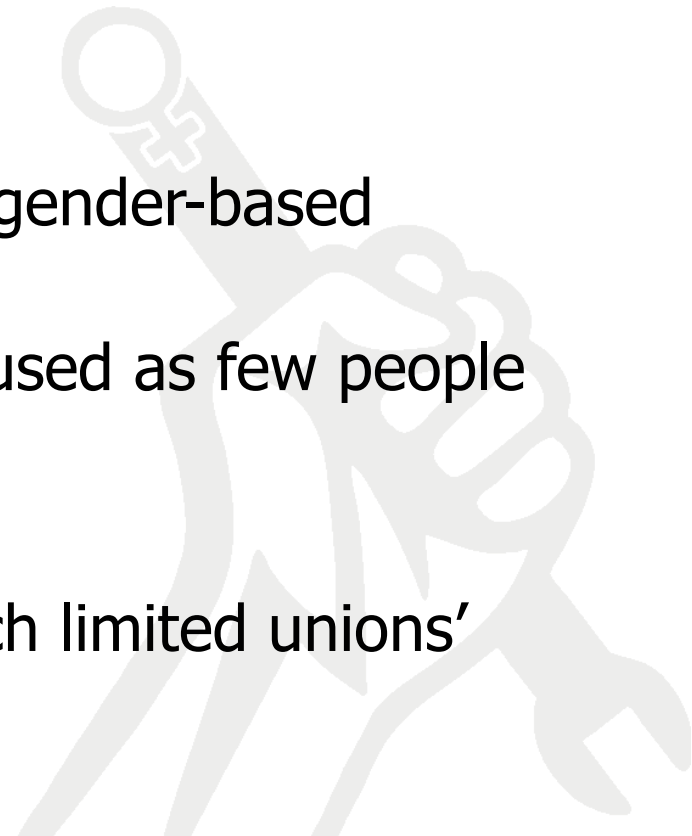 gender-based
used as few people
ch limited unions’